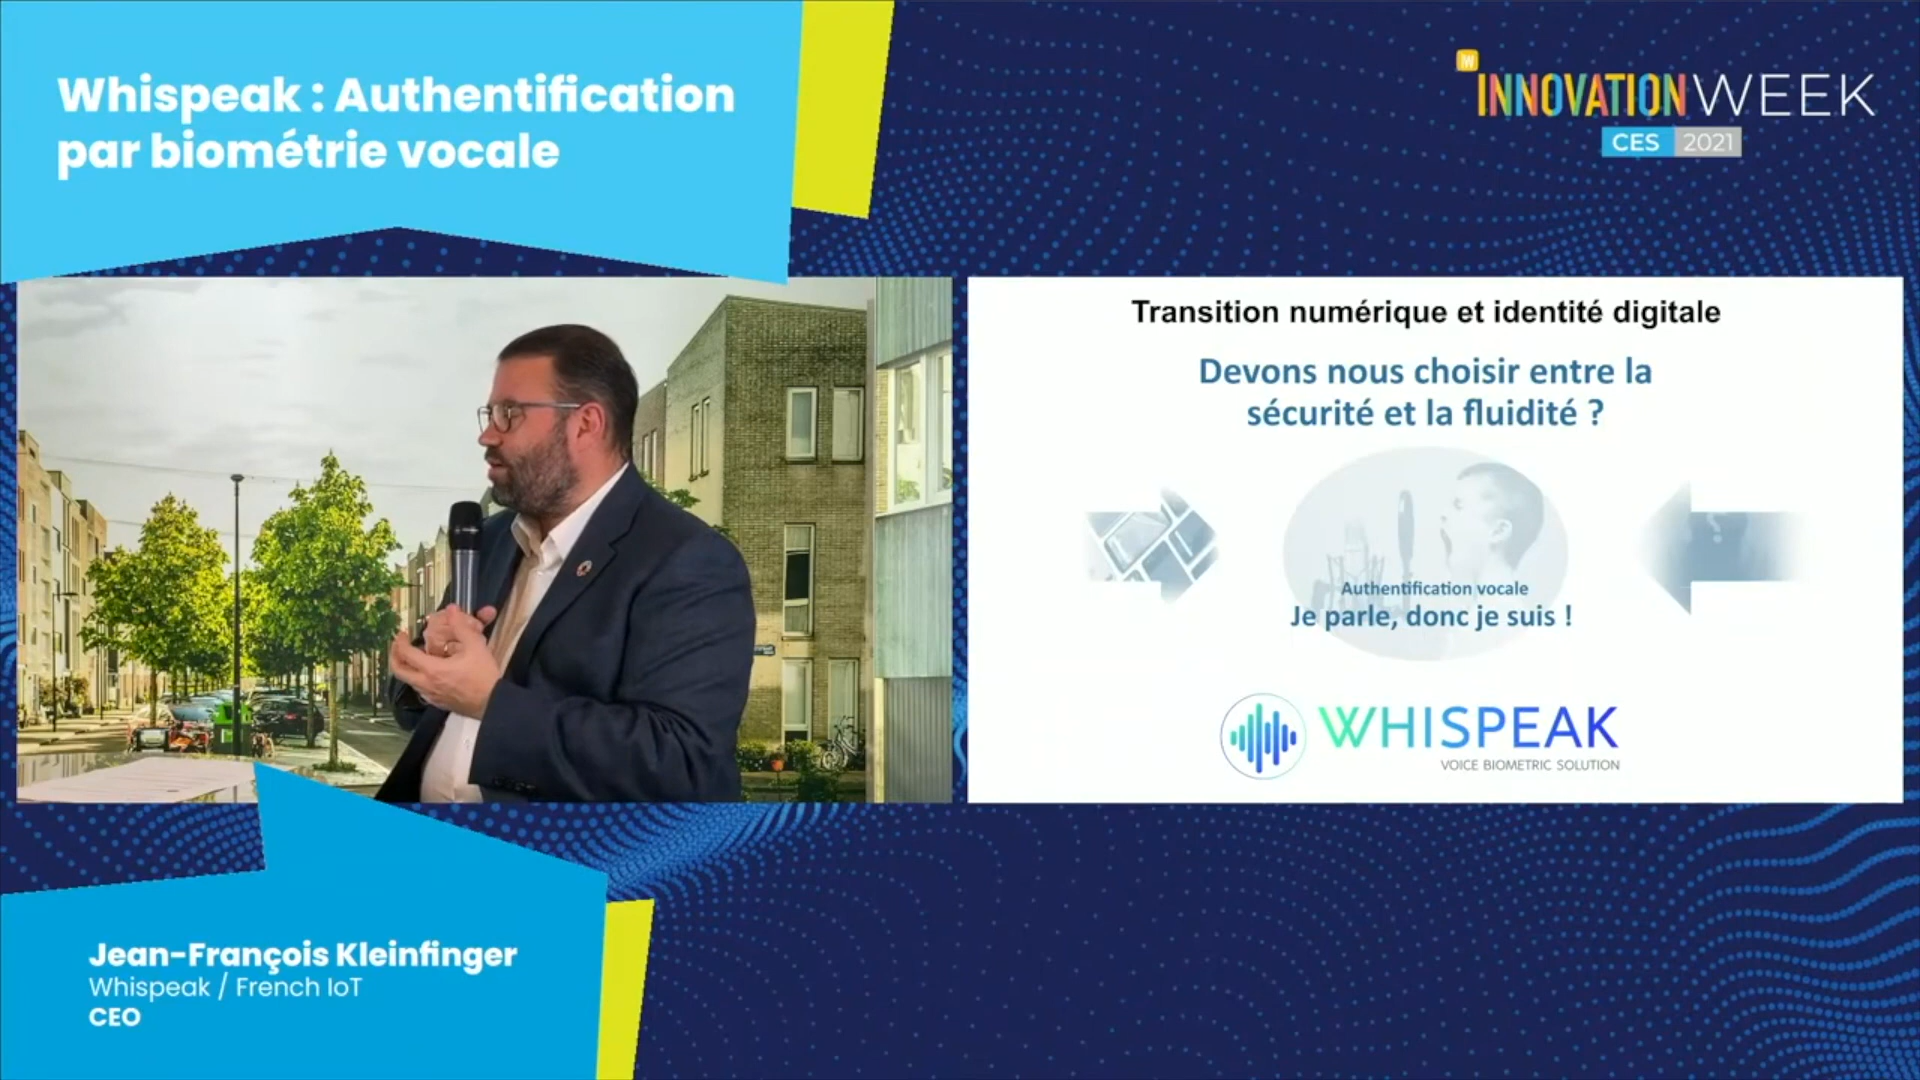 Whispeak : Authentification
par biométrie vocale
IW
INNOVATION WEEK
CES 2021
Transition numérique et identité digitale
Devons nous choisir entre la
sécurité et la fluidité ?
Authentification vocale
Je parle, donc je suis !
WHISPEAK
VOICE BIOMETRIC SOLUTION
Jean-François Kleinfinger
Whispeak / French IoT
CEO